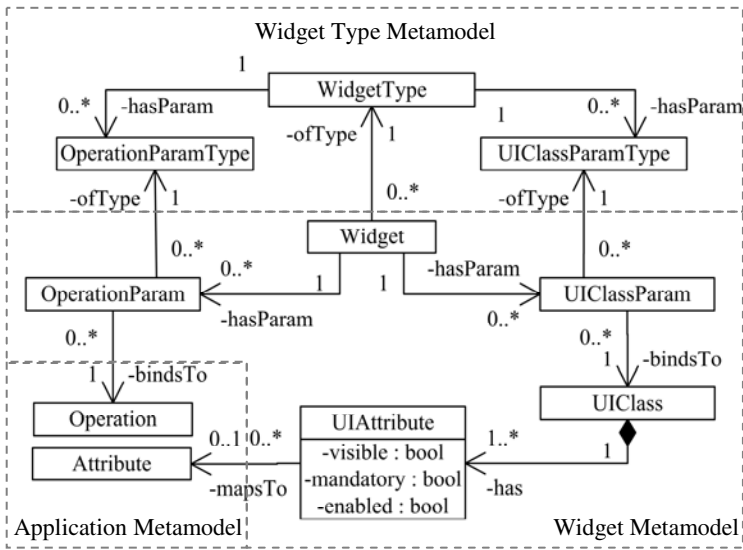 Widget Type Metamodel
1
WidgetType
1
0..*
-hasParam
0..*
-hasParam
-ofType
1
OperationParamType
UIClassParamType
-ofType
1
0..*
-ofType
1
Widget
0..*
0..*
0..*
1
1
-hasParam
OperationParam
UIClassParam
-hasParam
0..*
0..*
0..*
1
-bindsTo
1
-bindsTo
Operation
UIAttribute
UIClass
0..1
0..*
-visible : bool
1..*
1
Attribute
-mandatory : bool
-mapsTo
-enabled : bool
-has
Application Metamodel
Widget Metamodel